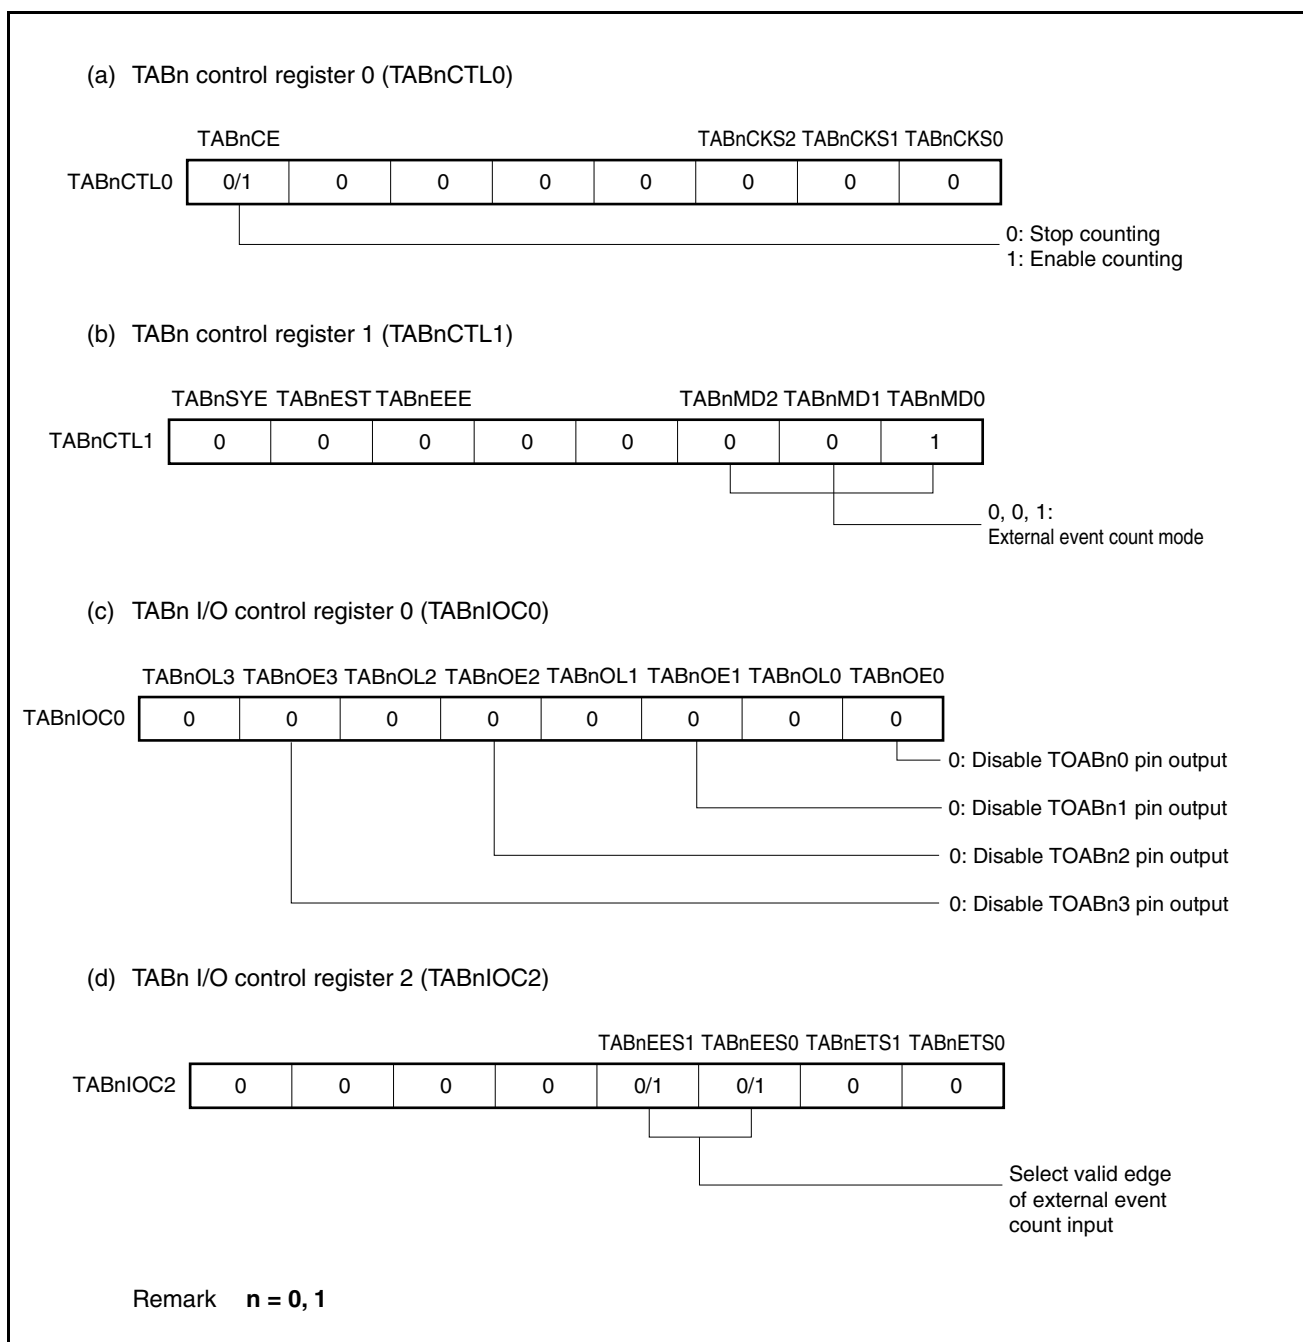 (a) TABn control register 0 (TABnCTL0)
TABnCE TABnCKS2 TABnCKS1 TABnCKS0
TABnCTL0 0/1 0 0 0 0 0 0 0
0: Stop counting
1: Enable counting
(b) TABn control register 1 (TABnCTL1)
TABnSYE TABnEST TABnEEE TABnMD2 TABnMD1 TABnMD0
TABnCTL1 0 0 0 0 0 0 0 1
0, 0, 1:
External event count mode
(c) TABn I/O control register 0 (TABnIOC0)
TABnOL3 TABnOE3 TABnOL2 TABnOE2 TABnOL1 TABnOE1 TABnOL0 TABnOE0
TABnIOC0 0 0 0 0 0 0 0 0
0: Disable TOABn0 pin output
0: Disable TOABn1 pin output
0: Disable TOABn2 pin output
0: Disable TOABn3 pin output
(d) TABn I/O control register 2 (TABnIOC2)
TABnEES1 TABnEES0 TABnETS1 TABnETS0
TABnIOC2 0 0 0 0 0/1 0/1 0 0
Select valid edge
of external event
count input
Remark n = 0, 1